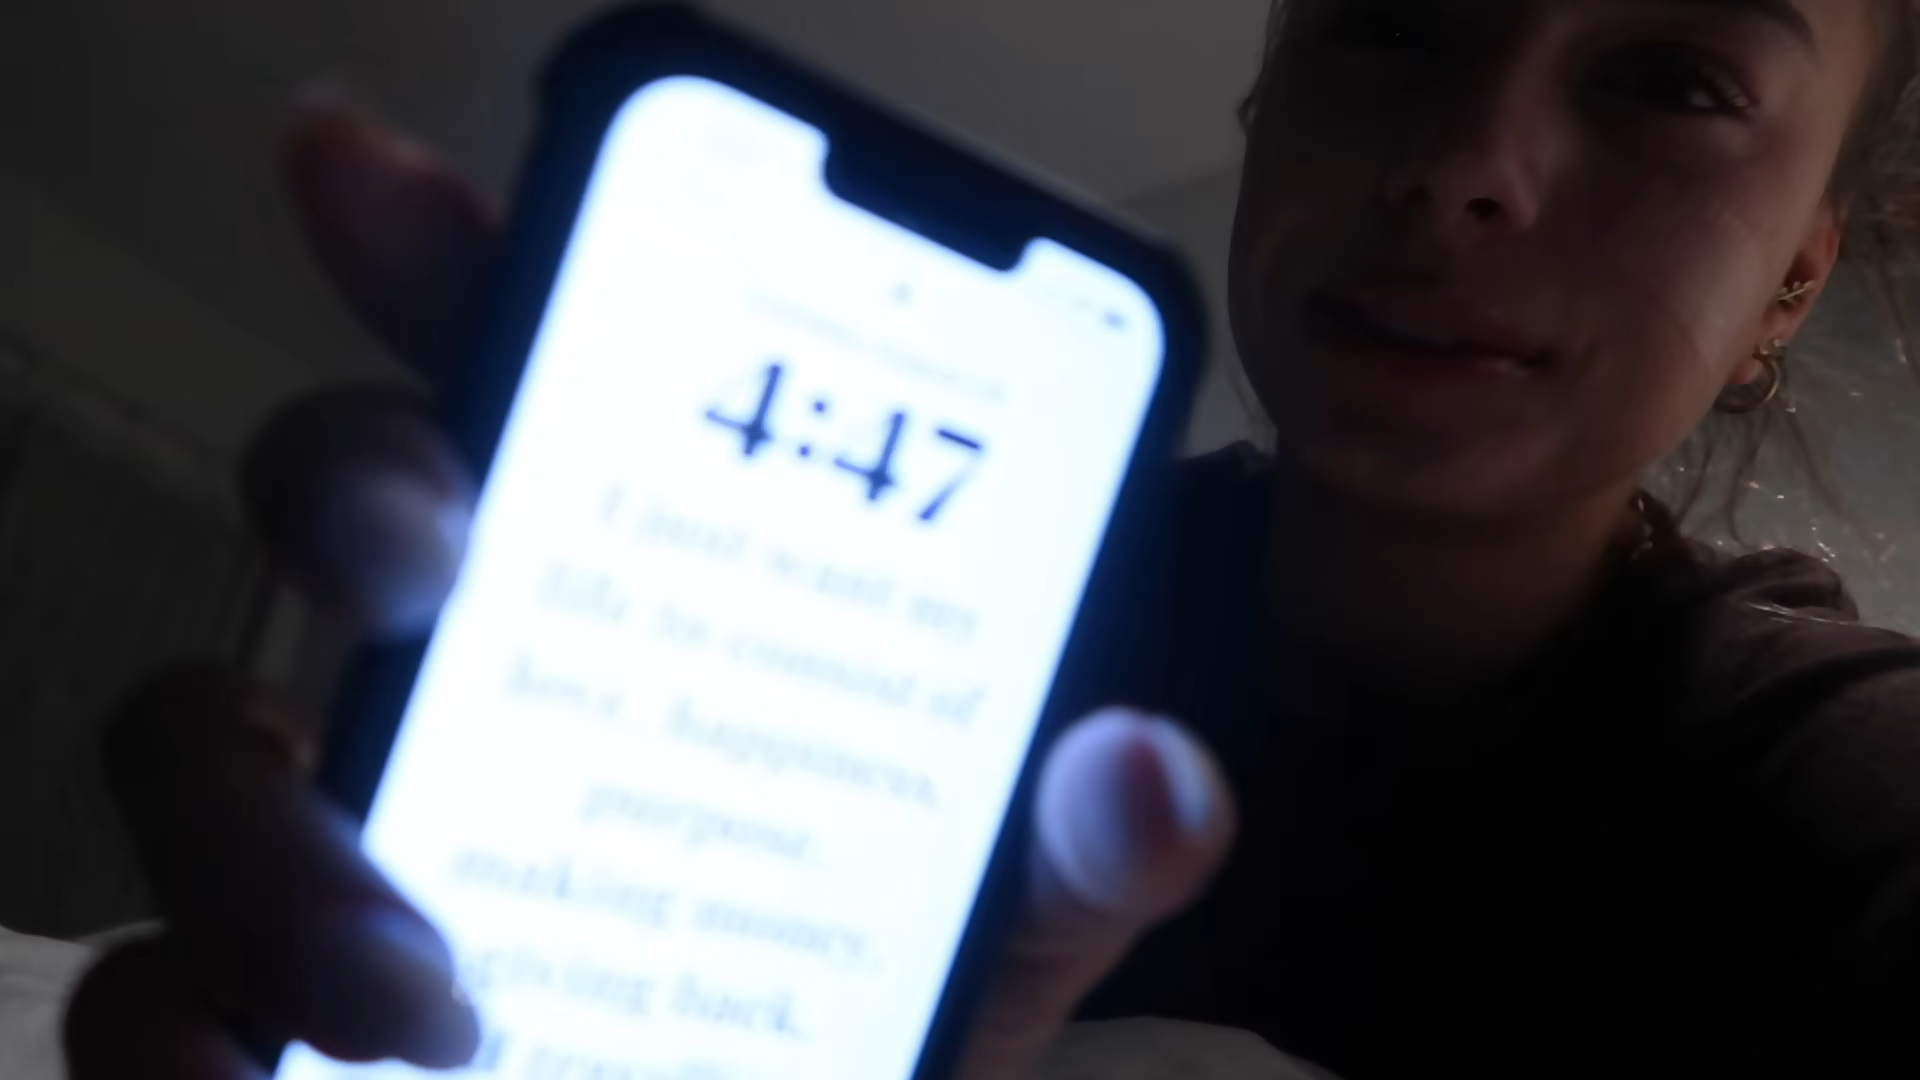 4:47
I just want my
life to consist of
love, happiness,
purpose,
making money,
giving back,